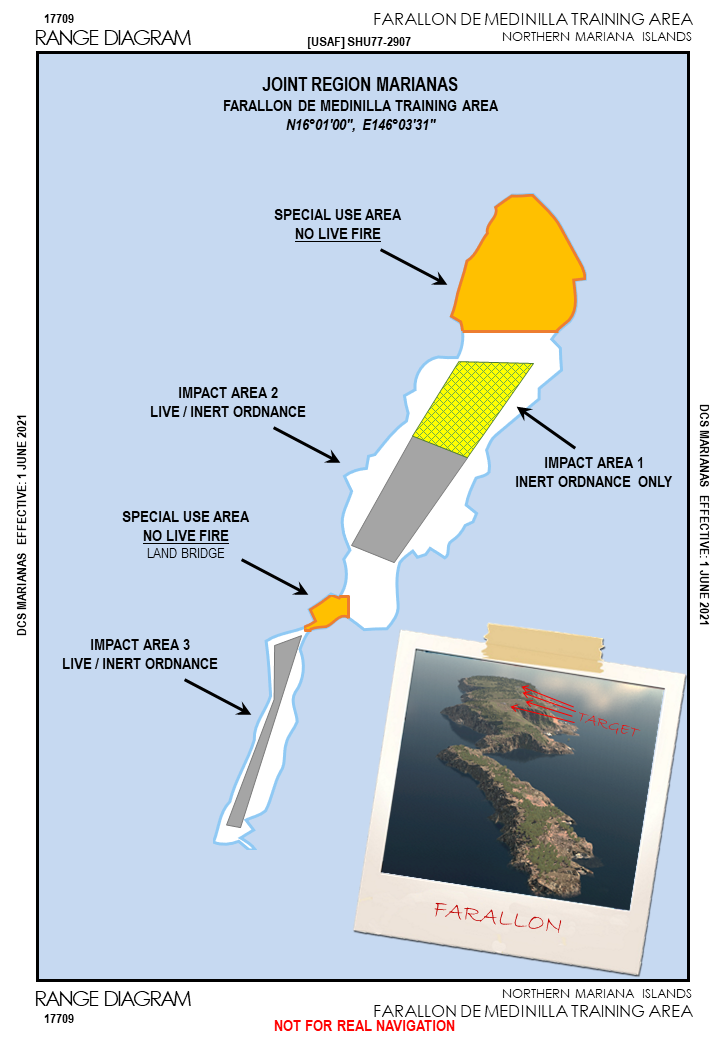 17709
FARALLON DE MEDINILLA TRAINING AREA
RANGE DIAGRAM
[USAF] SHU77-2907
NORTHERN MARIANA ISLANDS
JOINT REGION MARIANAS
FARALLON DE MEDINILLA TRAINING AREA
N16°01'00", E146°03'31"
SPECIAL USE AREA
NO LIVE FIRE
IMPACT AREA 2
LIVE / INERT ORDNANCE
IMPACT AREA 1
INERT ORDNANCE ONLY
SPECIAL USE AREA
NO LIVE FIRE
LAND BRIDGE
IMPACT AREA 3
LIVE / INERT ORDNANCE
TARGET
FARALLON
DCS MARIANAS EFFECTIVE: 1 JUNE 2021
DCS MARIANAS EFFECTIVE: 1 JUNE 2021
RANGE DIAGRAM
NORTHERN MARIANA ISLANDS
17709
FARALLON DE MEDINILLA TRAINING AREA
NOT FOR REAL NAVIGATION